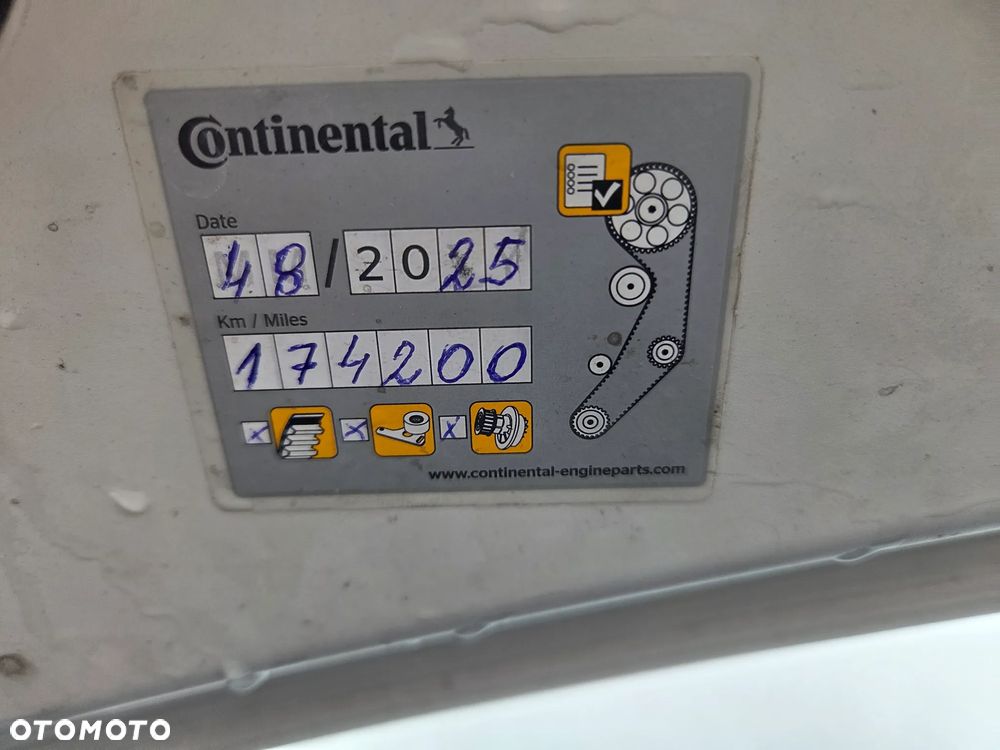 Continental
Date
48/2025
Km / Miles
174200
x x x
www.continental-engineparts.com
OTOMOTO